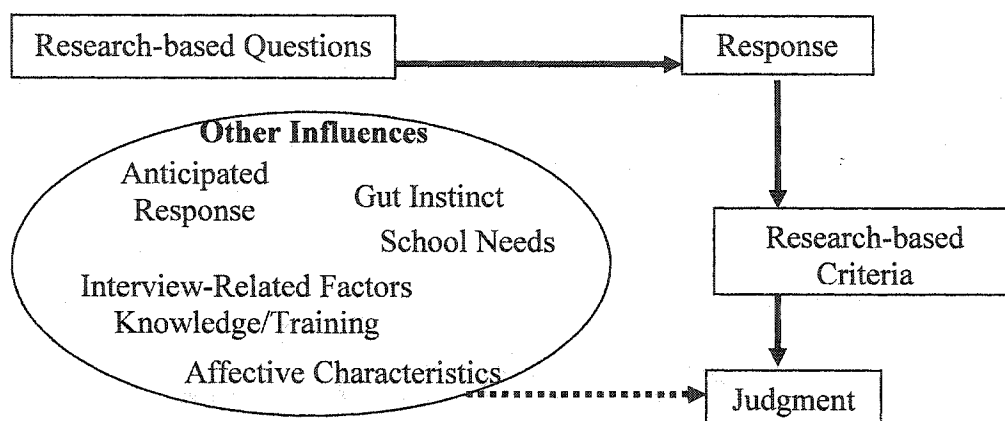 Research-based Questions
Response
Other Influences
Anticipated
Response
Gut Instinct
School Needs
Interview-Related Factors
Knowledge/Training
Affective Characteristics
Research-based
Criteria
Judgment